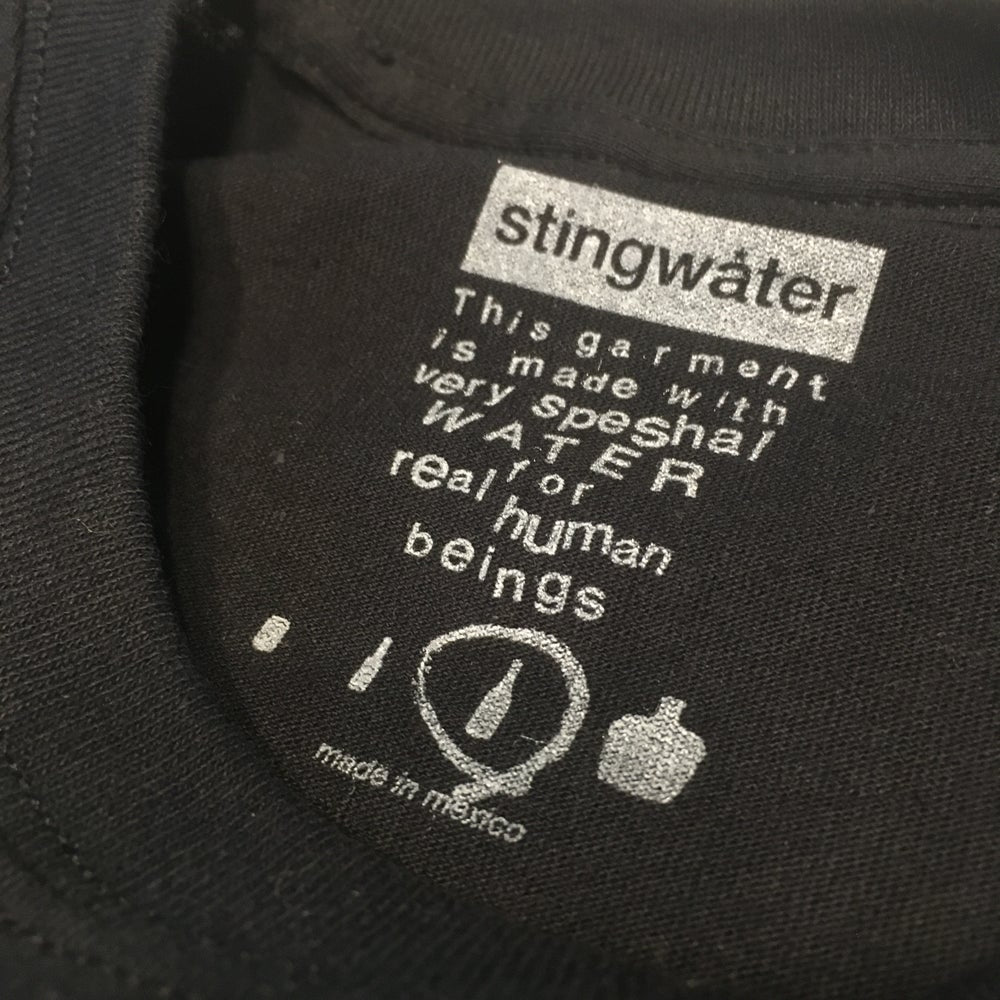 stingwater
This garment
is made with
very speshal
WATER
for
real human
beings
made in mexico